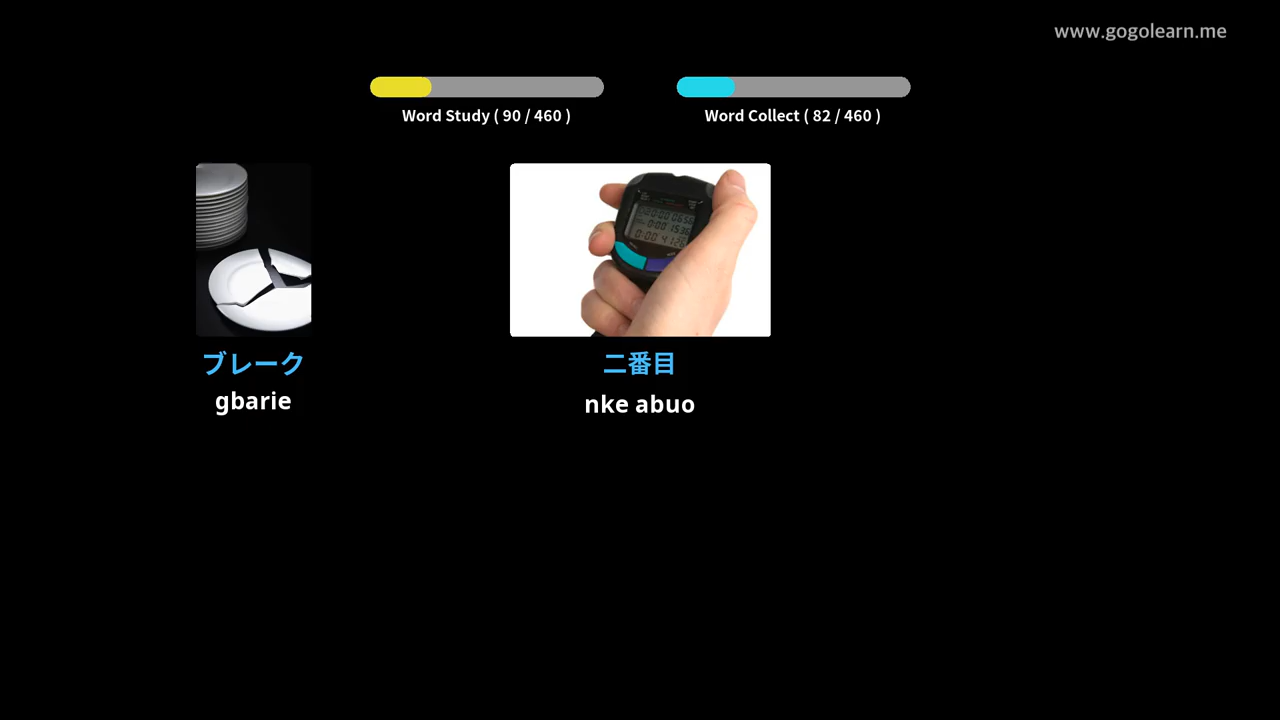 www.gogolearn.me
Word Study ( 90 / 460 )
Word Collect ( 82 / 460 )
ブレーク
gbarie
二番目
nke abuo